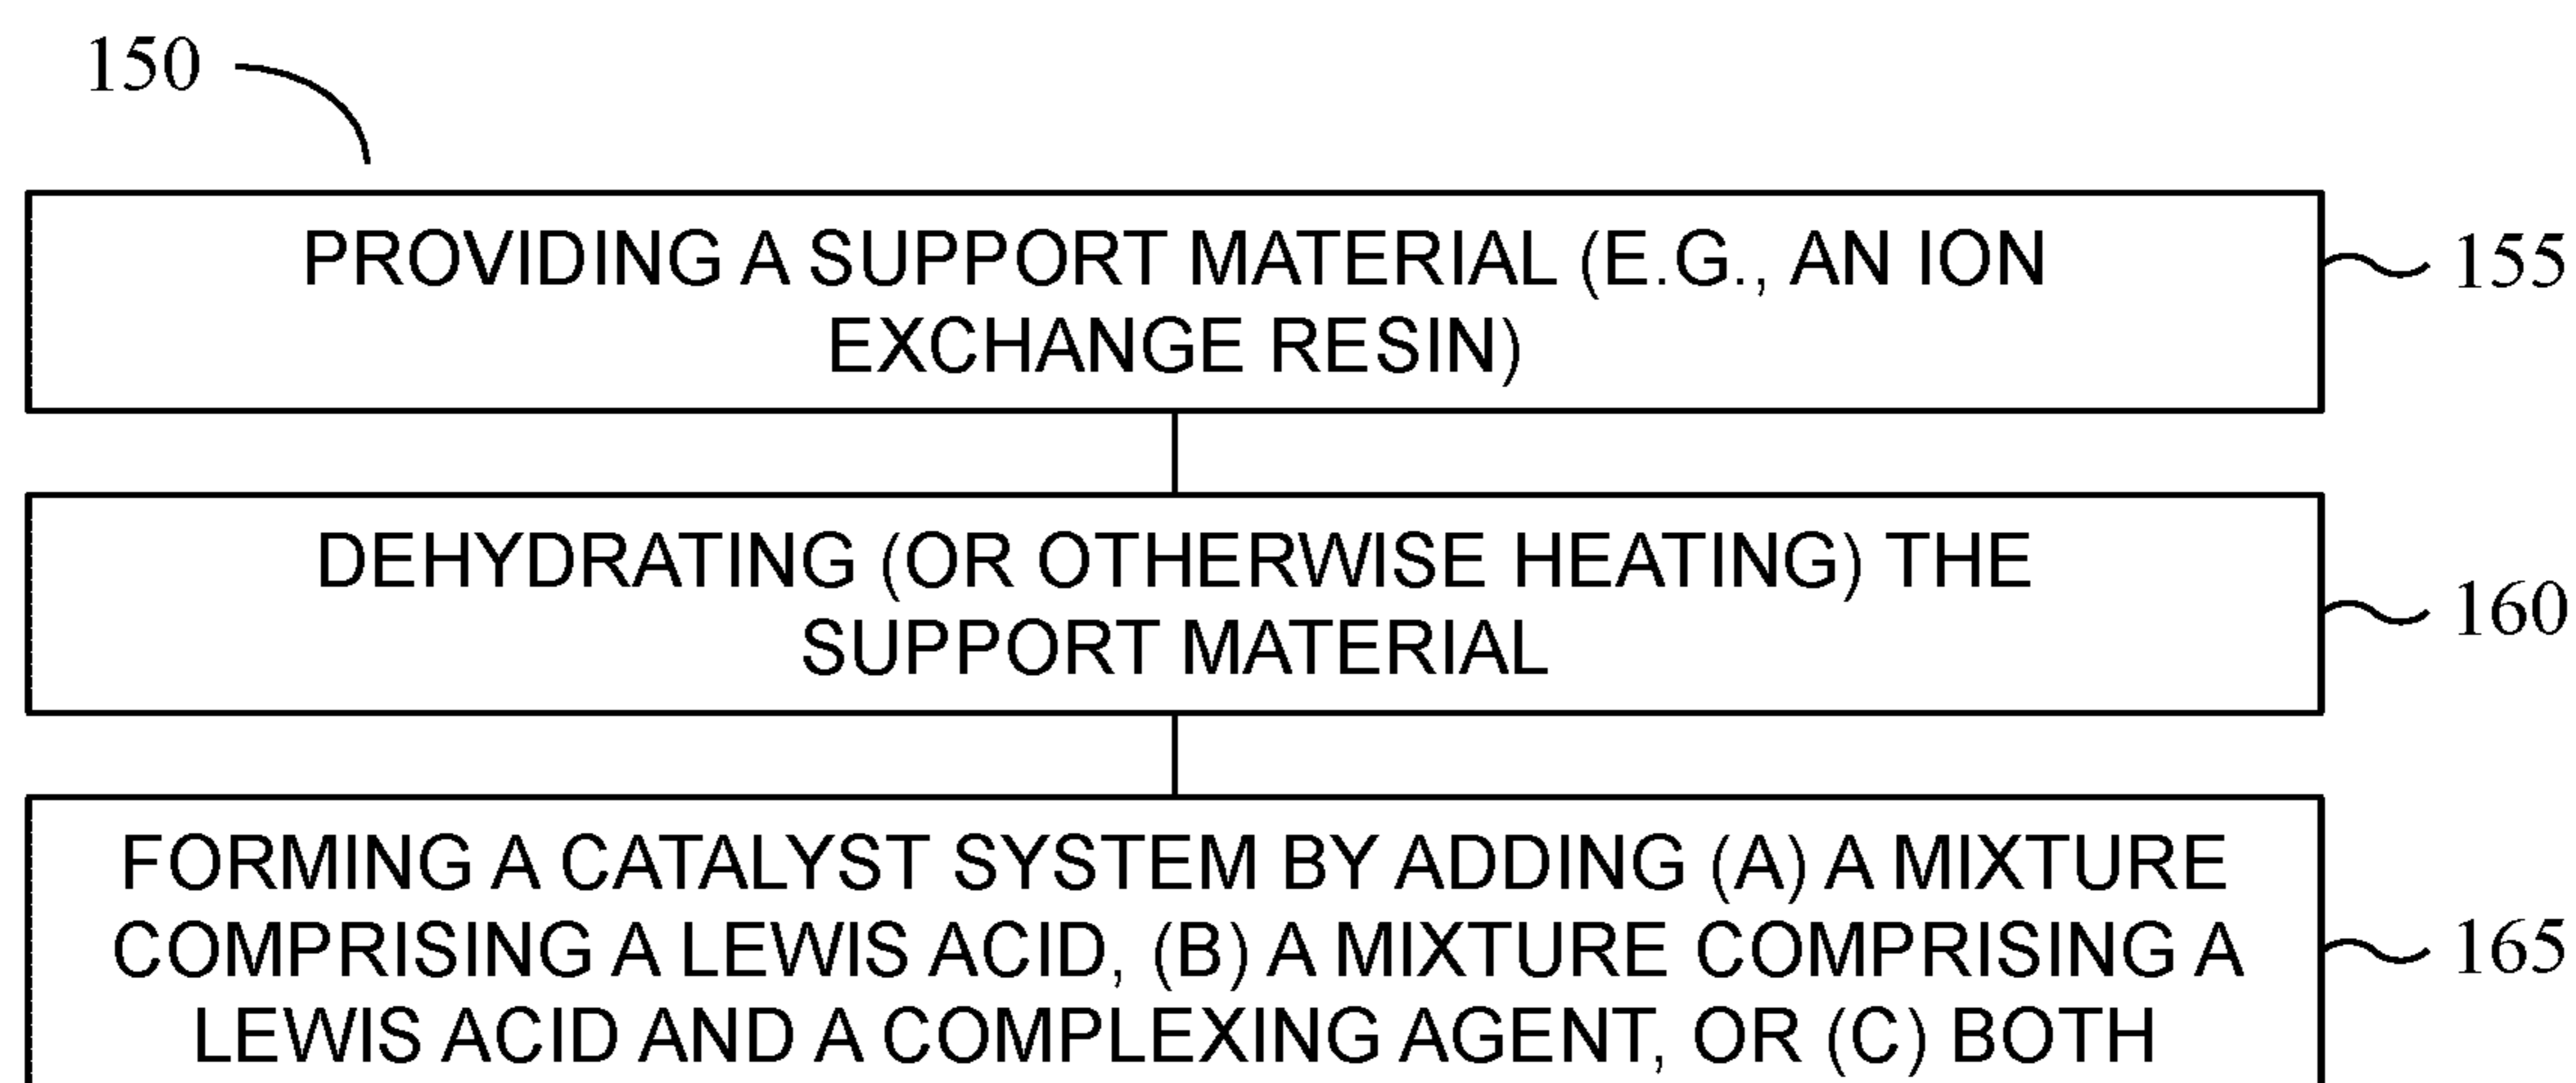 150
PROVIDING A SUPPORT MATERIAL (E.G., AN ION
EXCHANGE RESIN)
155
DEHYDRATING (OR OTHERWISE HEATING) THE
SUPPORT MATERIAL
160
FORMING A CATALYST SYSTEM BY ADDING (A) A MIXTURE
COMPRISING A LEWIS ACID, (B) A MIXTURE COMPRISING A
LEWIS ACID AND A COMPLEXING AGENT, OR (C) BOTH
165